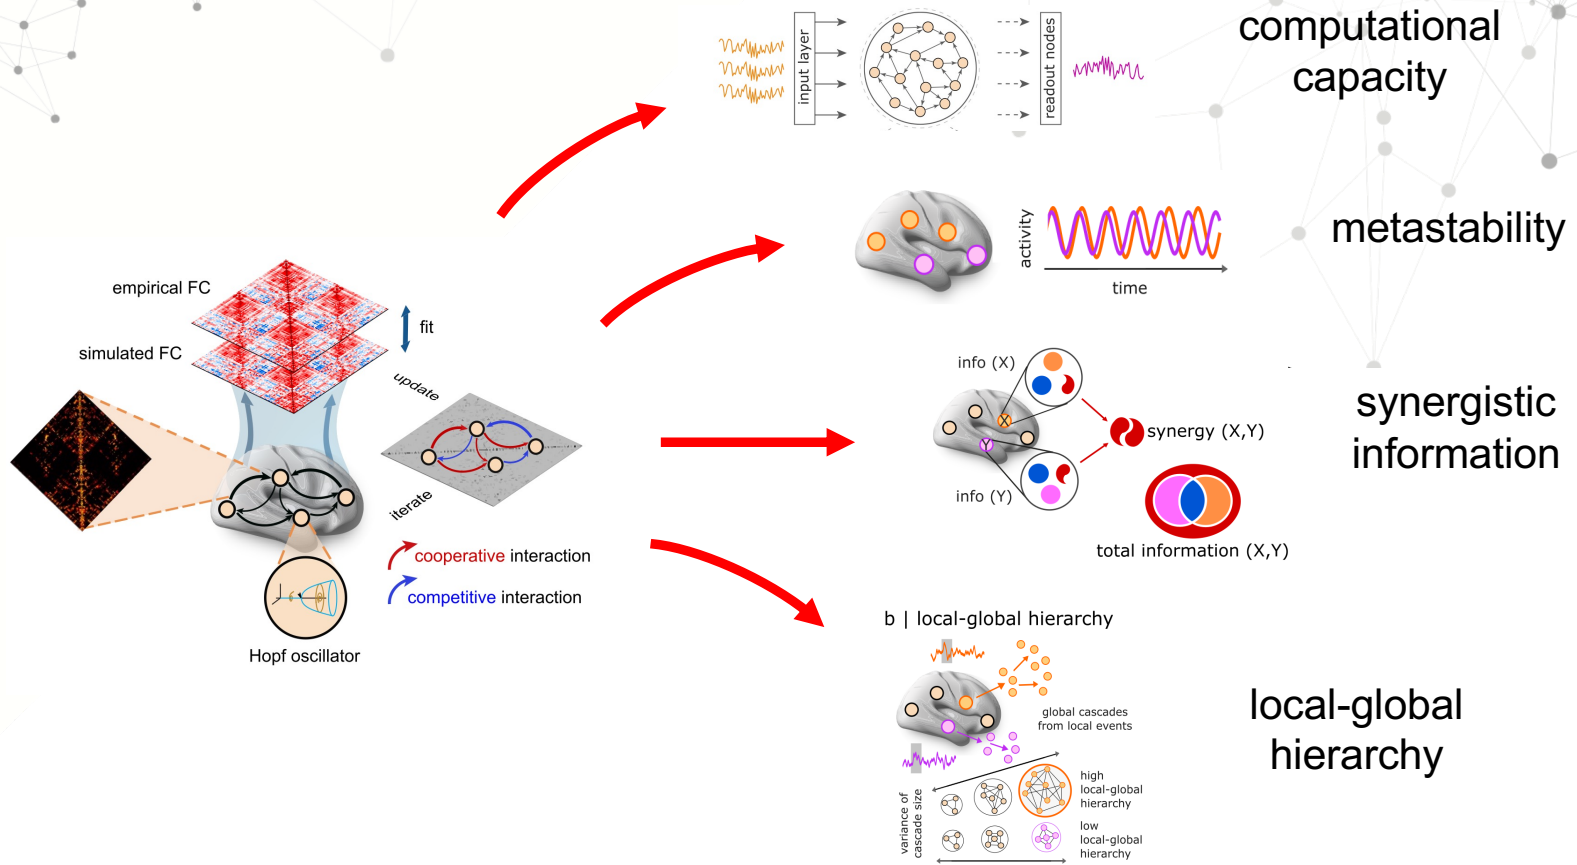 computational
capacity
input layer
readout nodes
metastability
activity
time
empirical FC
simulated FC
fit
update
iterate
cooperative interaction
competitive interaction
Hopf oscillator
info (X)
X
Y
info (Y)
synergy (X,Y)
total information (X,Y)
synergistic
information
b | local-global hierarchy
global cascades
from local events
variance of
cascade size
high
local-global
hierarchy
low
local-global
hierarchy
local-global
hierarchy